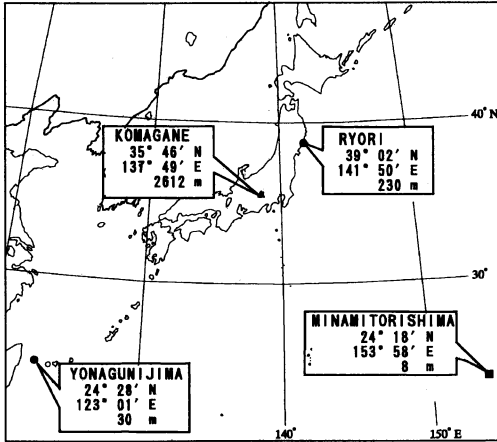 40° N
KOMAGANE
35° 46′ N
137° 49′ E
2612 m
RYORI
39° 02′ N
141° 50′ E
230 m
30°
MINAMITORISHIMA
24° 18′ N
153° 58′ E
8 m
YONAGUNIJIMA
24° 28′ N
123° 01′ E
30 m
140°
150° E